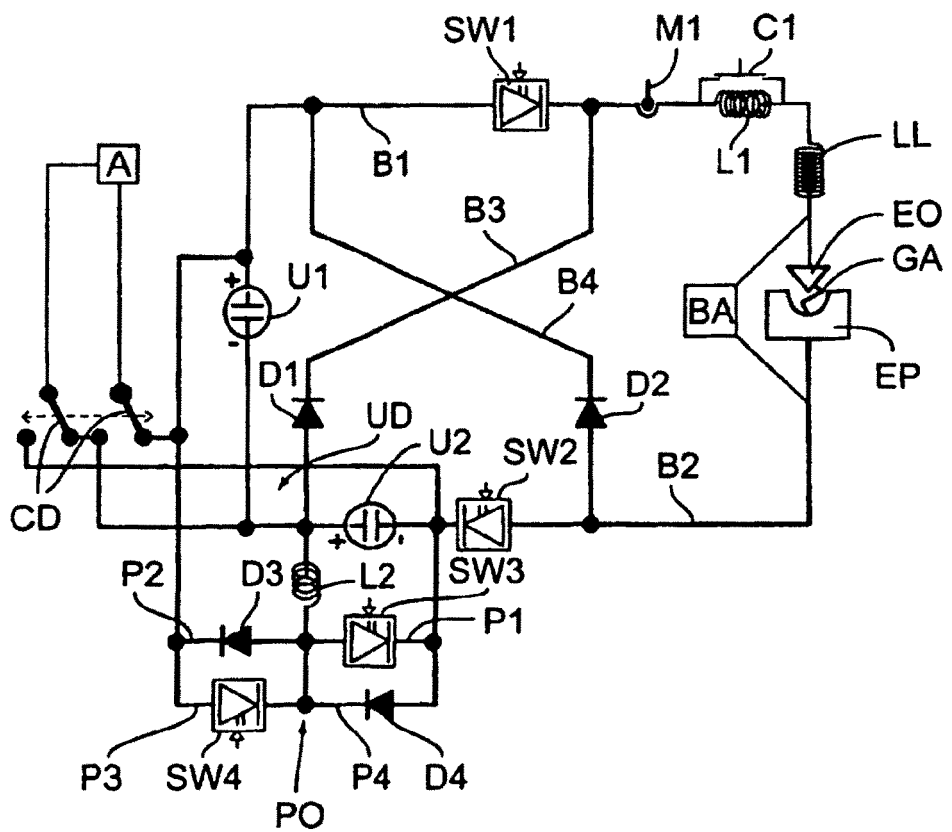 SW1
M1
C1
A
B1
L1
LL
B3
EO
GA
+
U1
B4
BA
-
EP
D1
D2
UD
U2
SW2
B2
CD
+
-
P2
D3
L2
SW3
P1
P3
SW4
P4
D4
PO